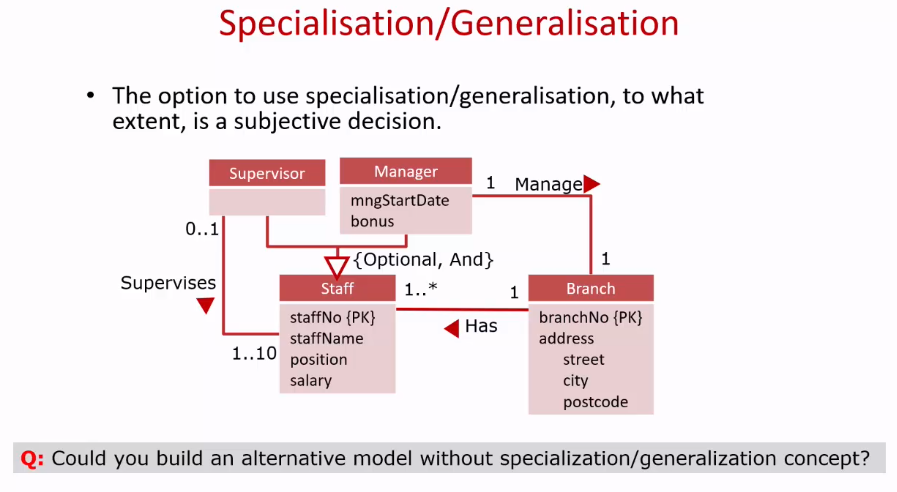 Specialisation/Generalisation
• The option to use specialisation/generalisation, to what
extent, is a subjective decision.
Supervisor
Manager
mngStartDate
bonus
1 Manage
0..1
{Optional, And}
1
Supervises
Staff
1..*
1
Branch
staffNo {PK}
staffName
position
salary
Has
branchNo {PK}
address
street
city
postcode
1..10
Q: Could you build an alternative model without specialization/generalization concept?